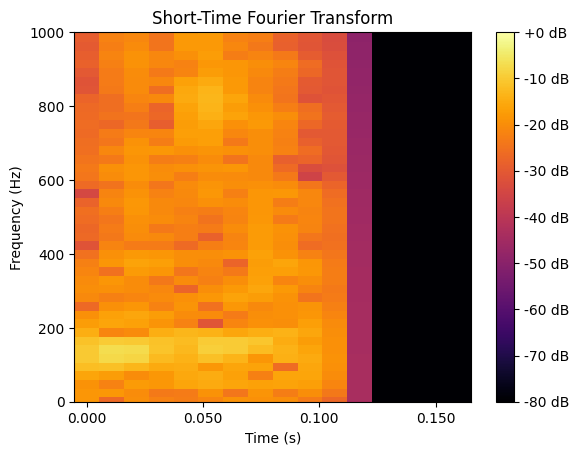 Short-Time Fourier Transform
1000
800
600
400
200
0
Frequency (Hz)
0.000
0.050
0.100
0.150
Time (s)
+0 dB
-10 dB
-20 dB
-30 dB
-40 dB
-50 dB
-60 dB
-70 dB
-80 dB